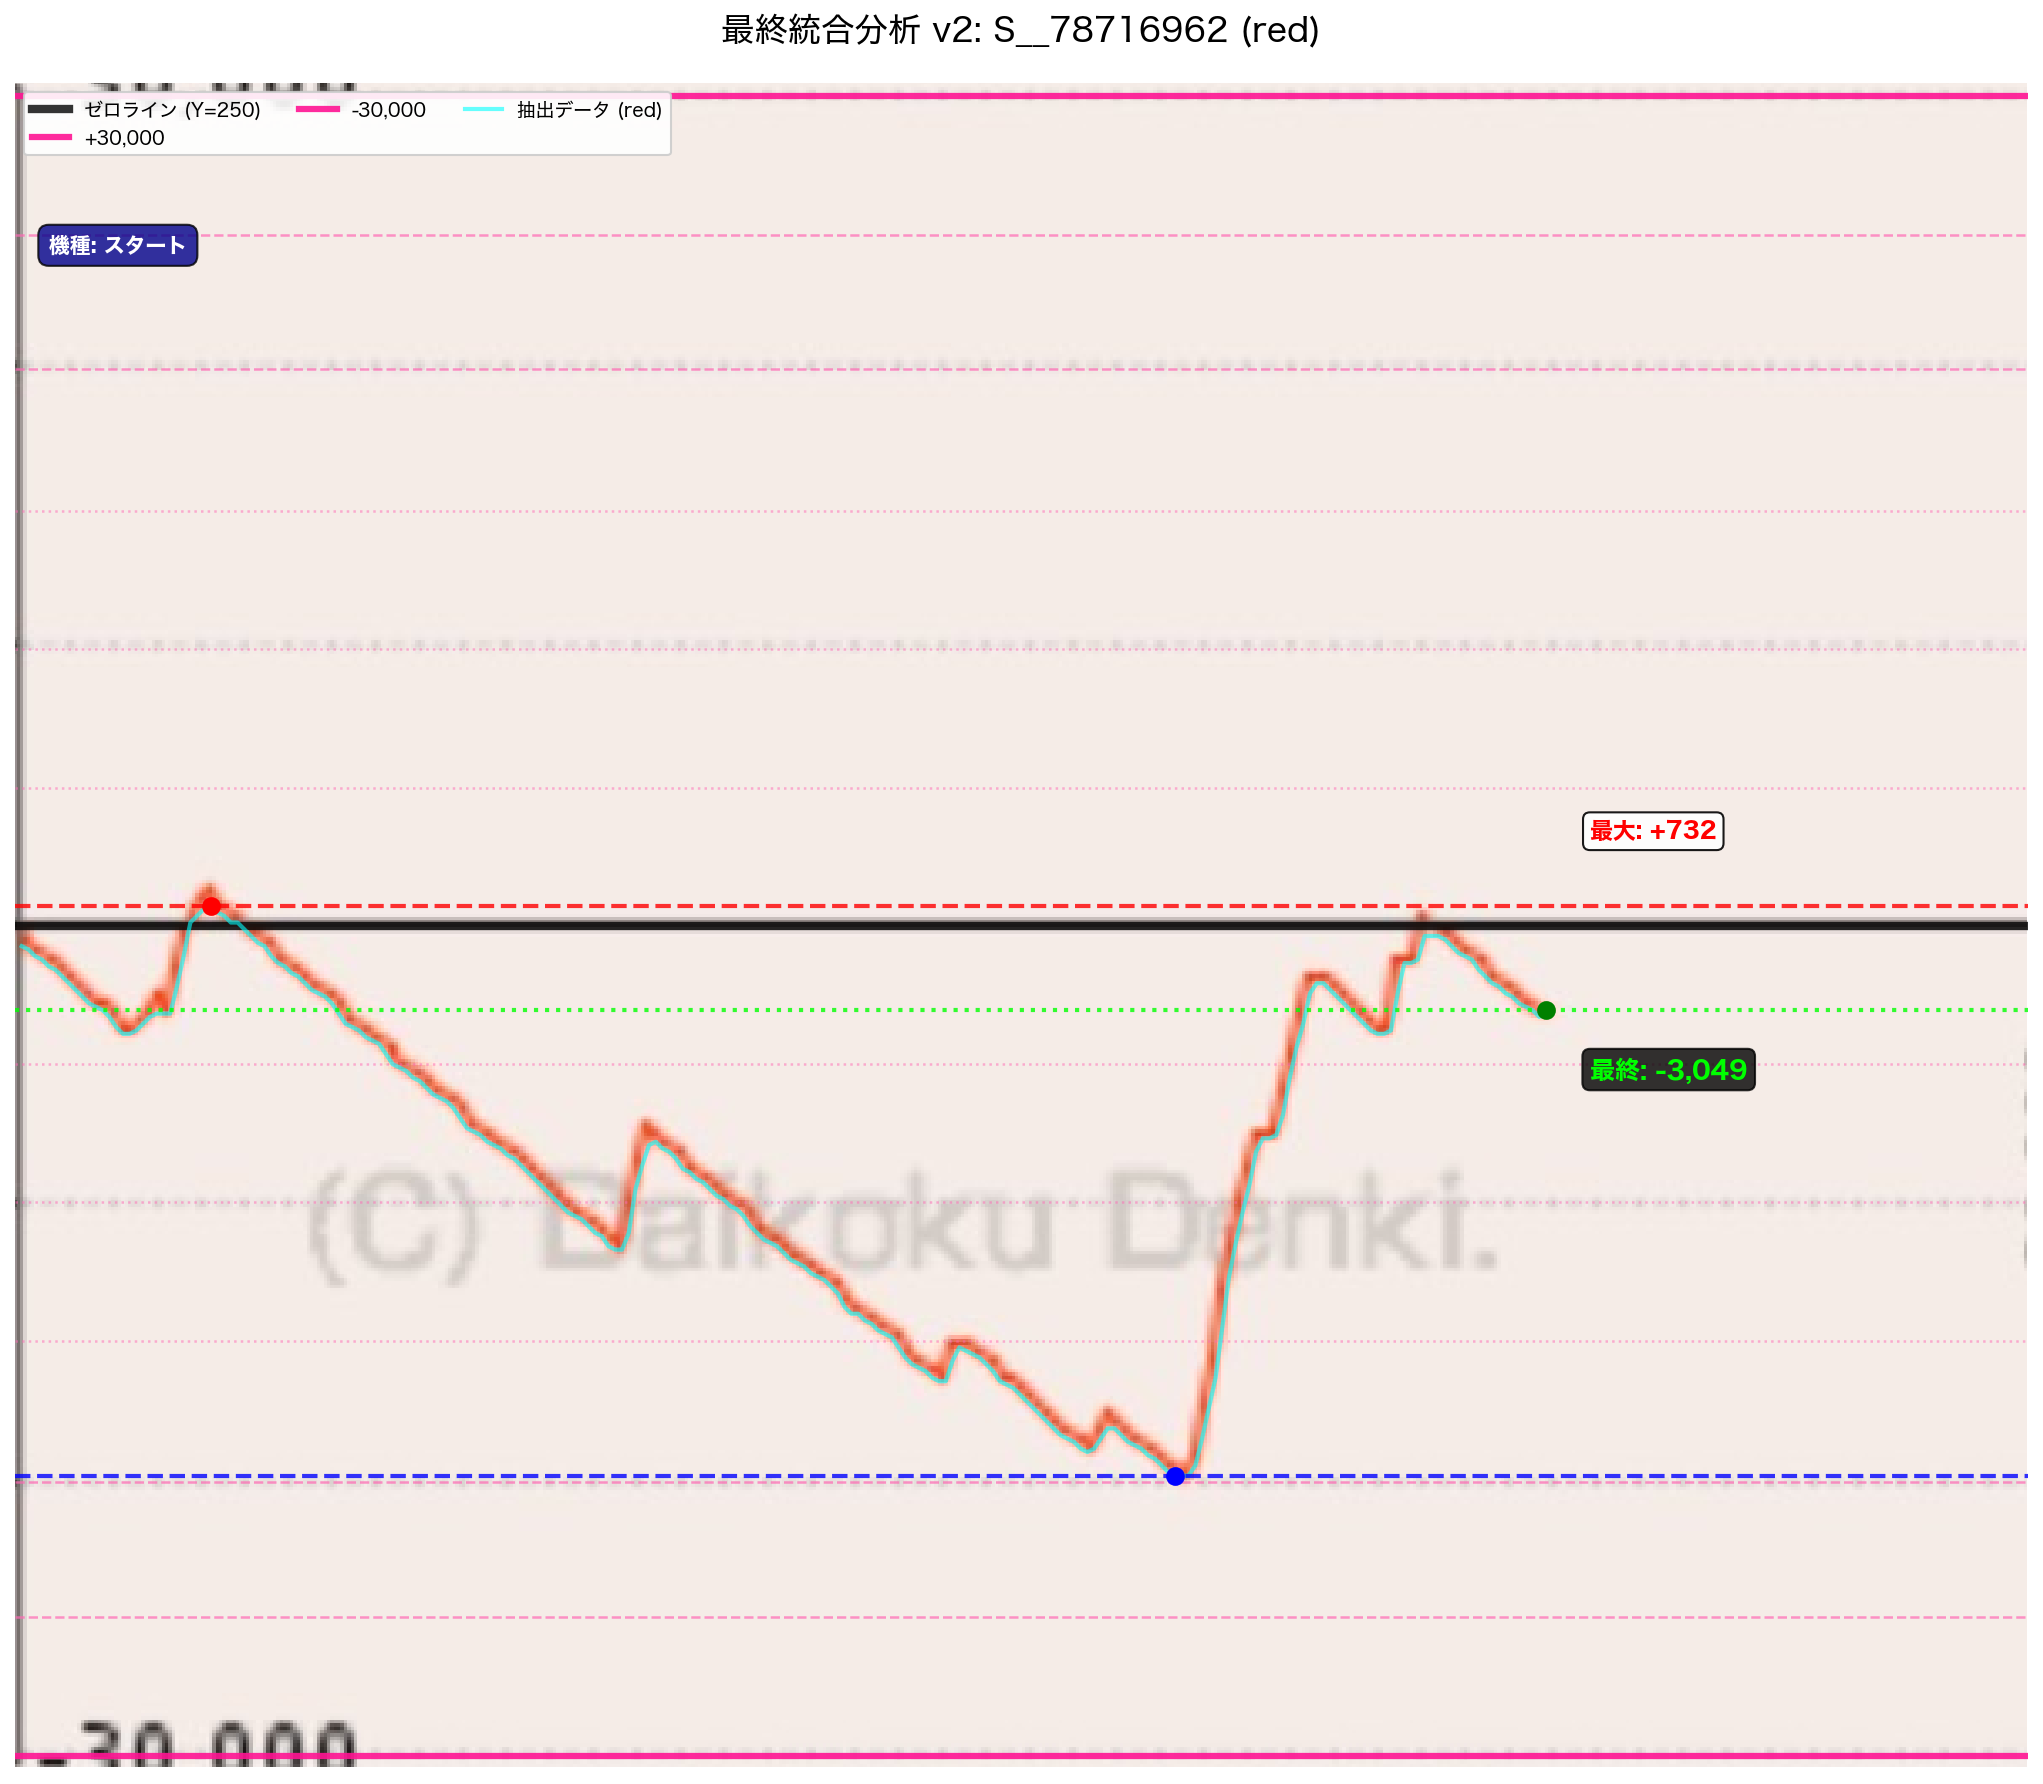 最終統合分析 v2: S__78716962 (red)
30,000
ゼロライン (Y=250)
-30,000
抽出データ (red)
+30,000
機種: スタート
最大: +732
最終: -3,049
(C) Daikoku Denki.
-30,000